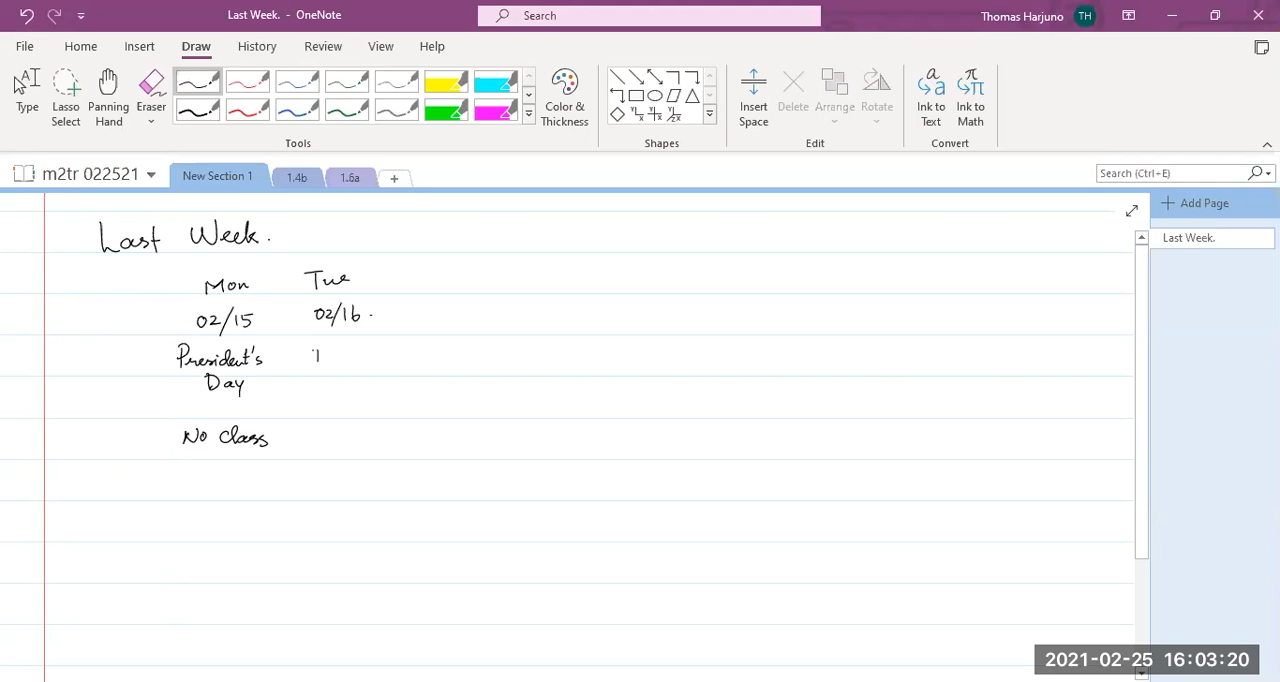 Last Week. - OneNote
Search
Thomas Harjuno TH
File Home Insert Draw History Review View Help
Type
Lasso Select
Panning Hand
Eraser
Color & Thickness
Insert Space
Delete Arrange Rotate
Ink to Text
Ink to Math
Tools Shapes Edit Convert
m2tr 022521 New Section 1 1.4b 1.6a Search (Ctrl+E)
Add Page
Last Week.
Last Week.
Mon Tue
02/15 02/16.
President's
Day
No class
2021-02-25 16:03:20